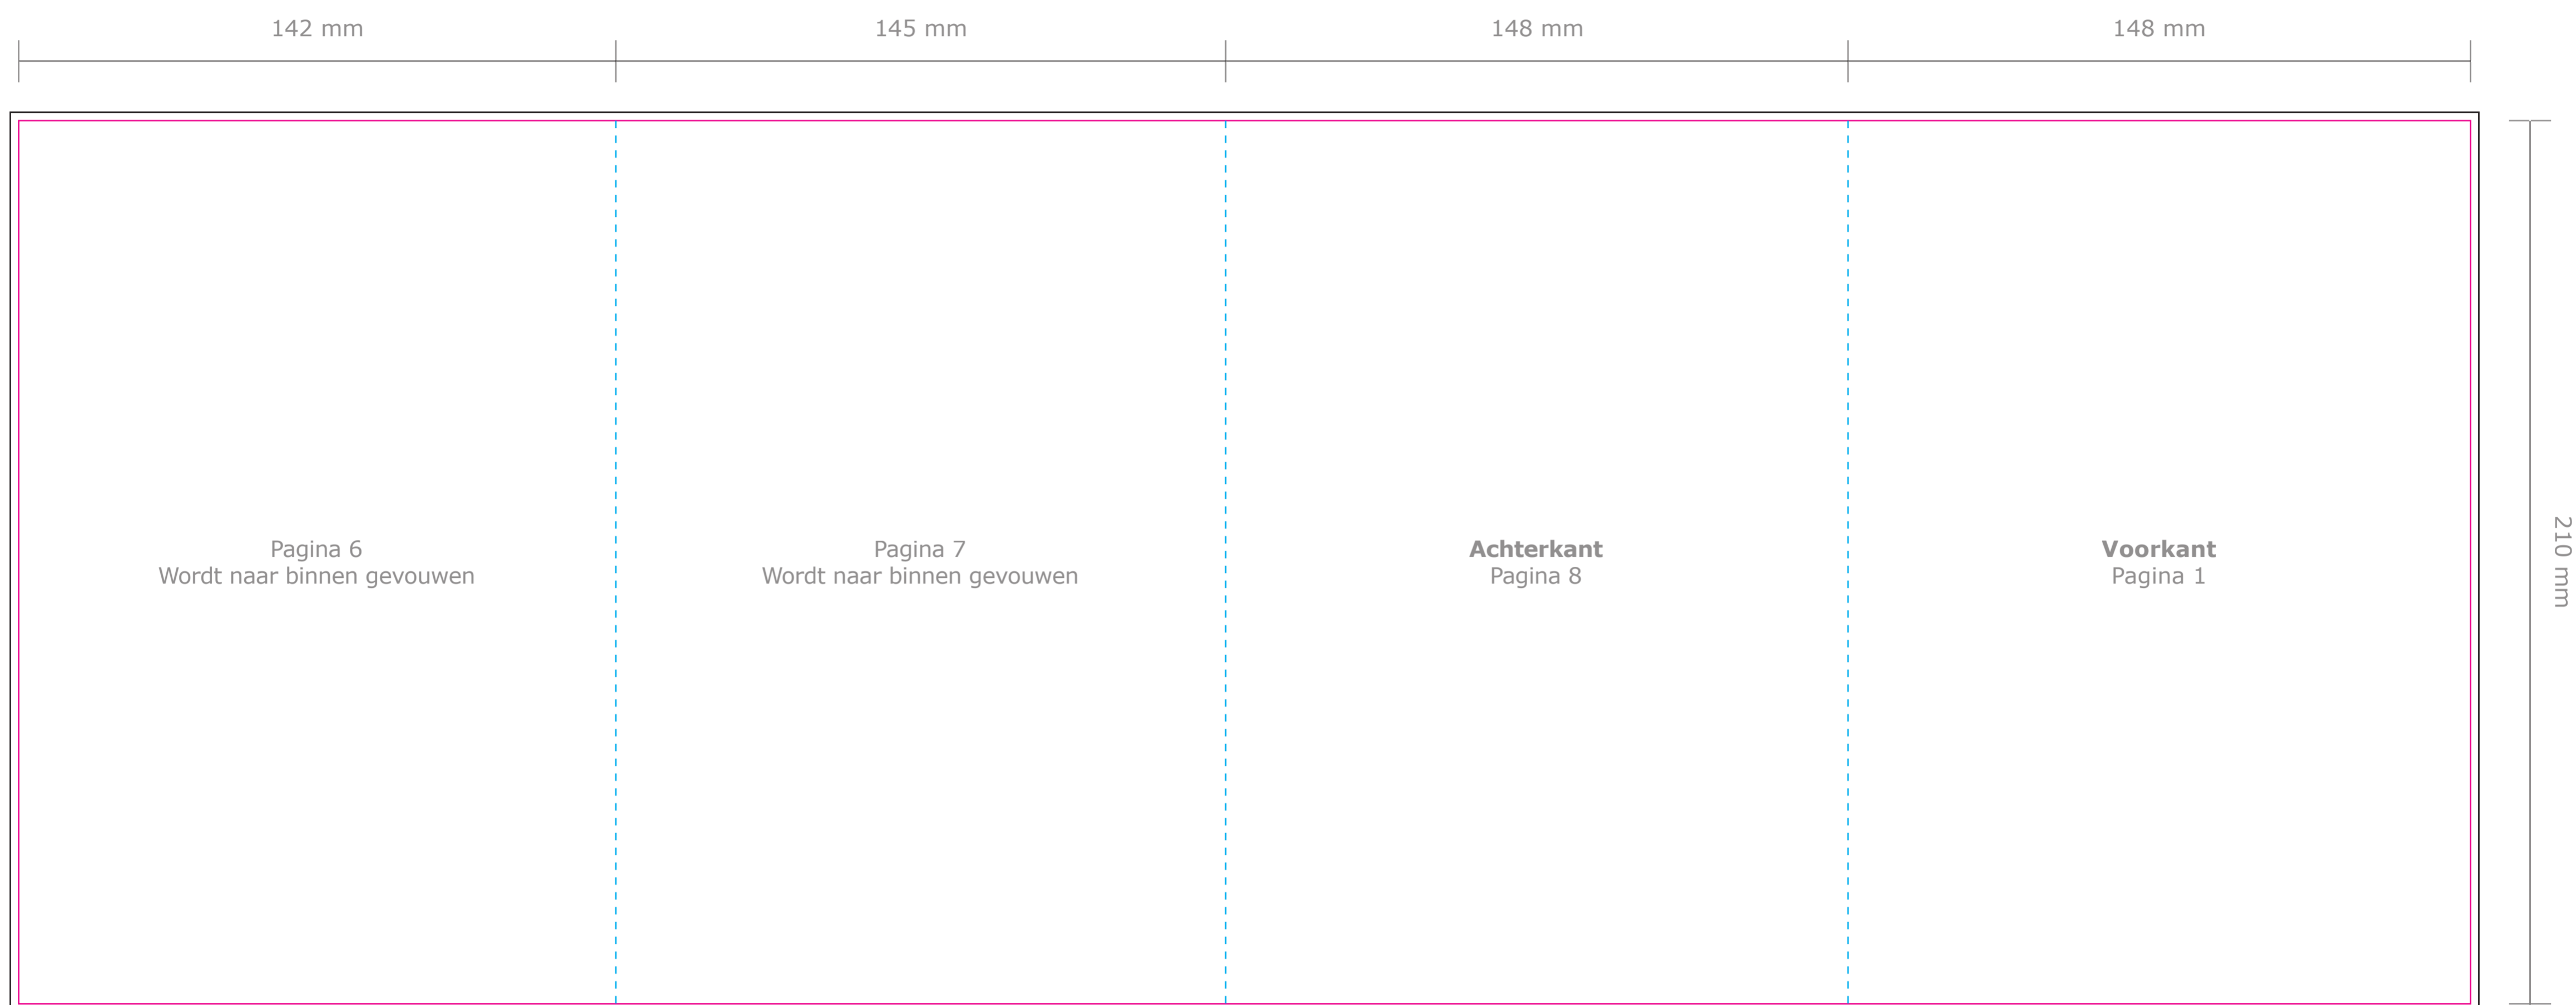 142 mm
145 mm
148 mm
148 mm
Pagina 6
Wordt naar binnen gevouwen
Pagina 7
Wordt naar binnen gevouwen
Achterkant
Pagina 8
Voorkant
Pagina 1
210 mm